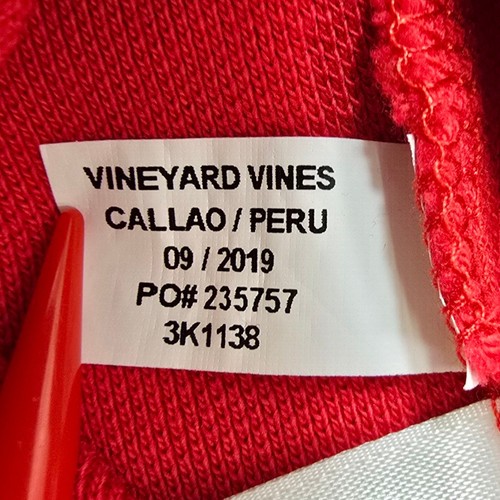 VINEYARD VINES
CALLAO / PERU
09 / 2019
PO# 235757
3K1138